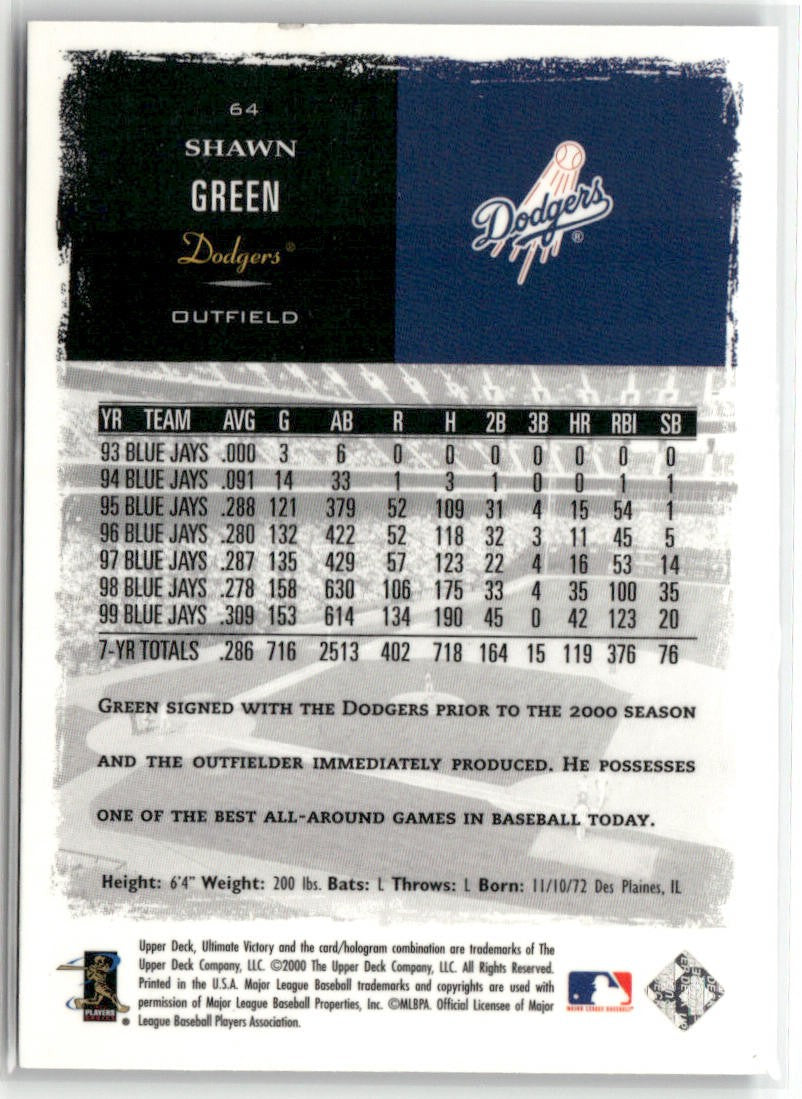 64
SHAWN
GREEN
Dodgers®
OUTFIELD
Dodgers®
YR TEAM AVG G AB R H 2B 3B HR RBI SB
93 BLUE JAYS .000 3 6 0 0 0 0 0 0 0
94 BLUE JAYS .091 14 33 1 3 1 0 0 1 1
95 BLUE JAYS .288 121 379 52 109 31 4 15 54 1
96 BLUE JAYS .280 132 422 52 118 32 3 11 45 5
97 BLUE JAYS .287 135 429 57 123 22 4 16 53 14
98 BLUE JAYS .278 158 630 106 175 33 4 35 100 35
99 BLUE JAYS .309 153 614 134 190 45 0 42 123 20
7-YR TOTALS .286 716 2513 402 718 164 15 119 376 76
GREEN SIGNED WITH THE DODGERS PRIOR TO THE 2000 SEASON
AND THE OUTFIELDER IMMEDIATELY PRODUCED. HE POSSESSES
ONE OF THE BEST ALL-AROUND GAMES IN BASEBALL TODAY.
Height: 6'4" Weight: 200 lbs. Bats: L Throws: L Born: 11/10/72 Des Plaines, IL
Upper Deck, Ultimate Victory and the card/hologram combination are trademarks of The
Upper Deck Company, LLC. ©2000 The Upper Deck Company, LLC. All Rights Reserved.
Printed in the U.S.A. Major League Baseball trademarks and copyrights are used with
permission of Major League Baseball Properties, Inc. ©MLBPA. Official Licensee of Major
League Baseball Players Association.
PLAYERS
MAJOR LEAGUE BASEBALL